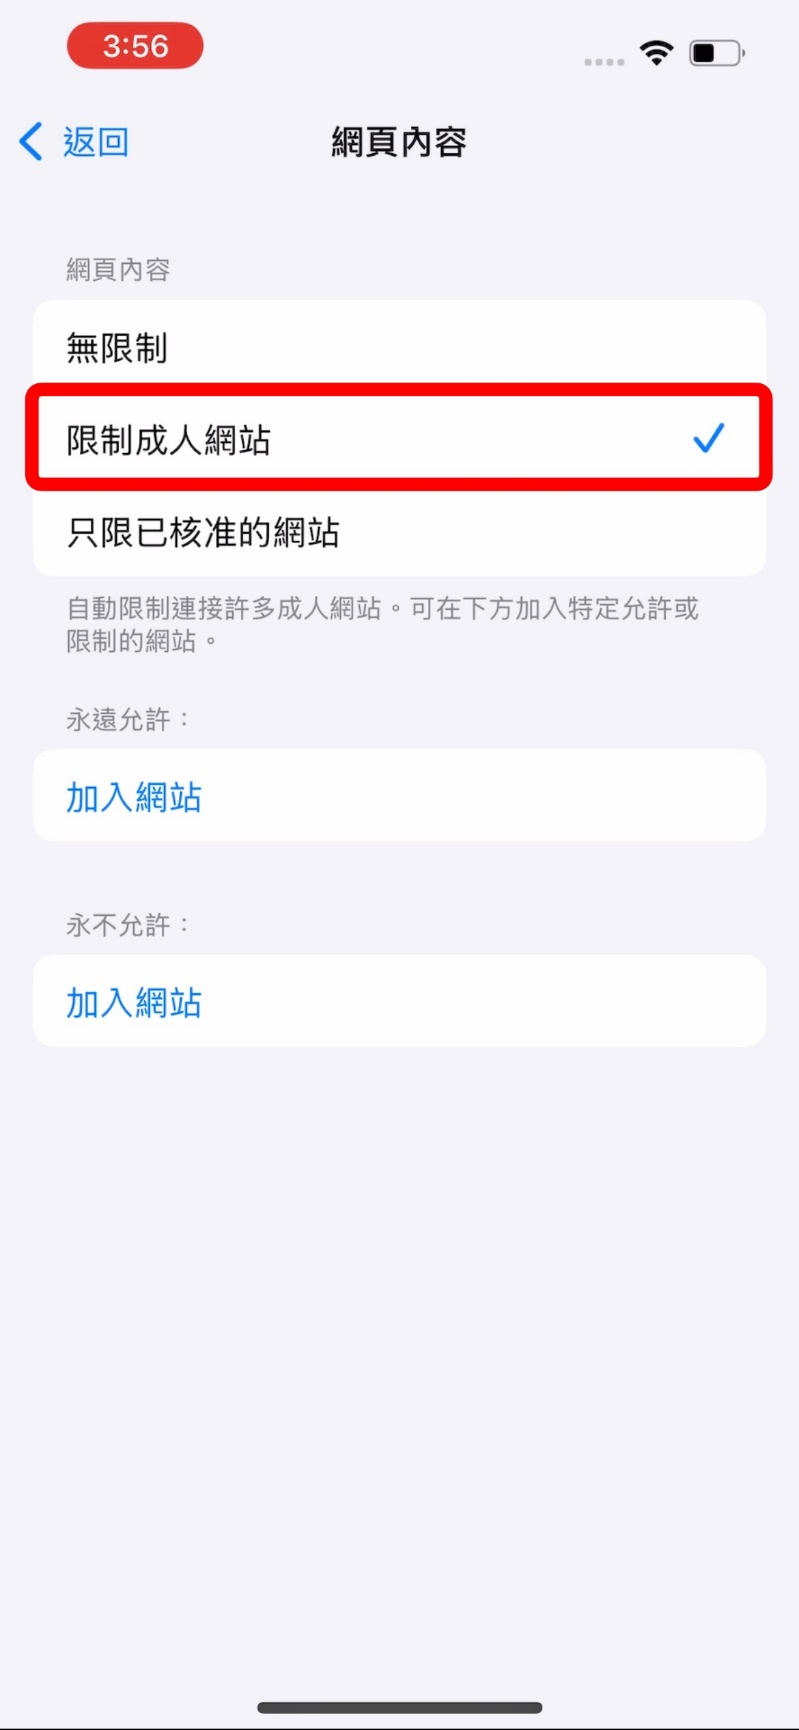 3:56
返回
網頁內容
網頁內容
無限制
限制成人網站
只限已核准的網站
自動限制連接許多成人網站。可在下方加入特定允許或
限制的網站。
永遠允許：
加入網站
永不允許：
加入網站